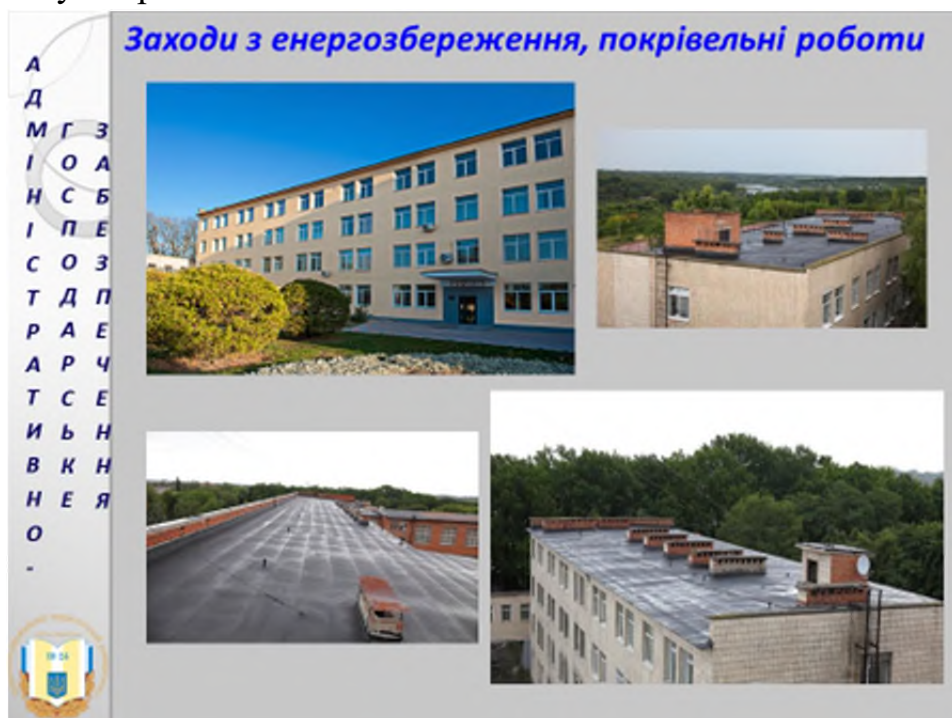 Заходи з енергозбереження, покрівельні роботи
АДМІНІСТРАТИВНО-
ГОСПОДАРСЬКЕ
ЗАБЕЗПЕЧЕННЯ